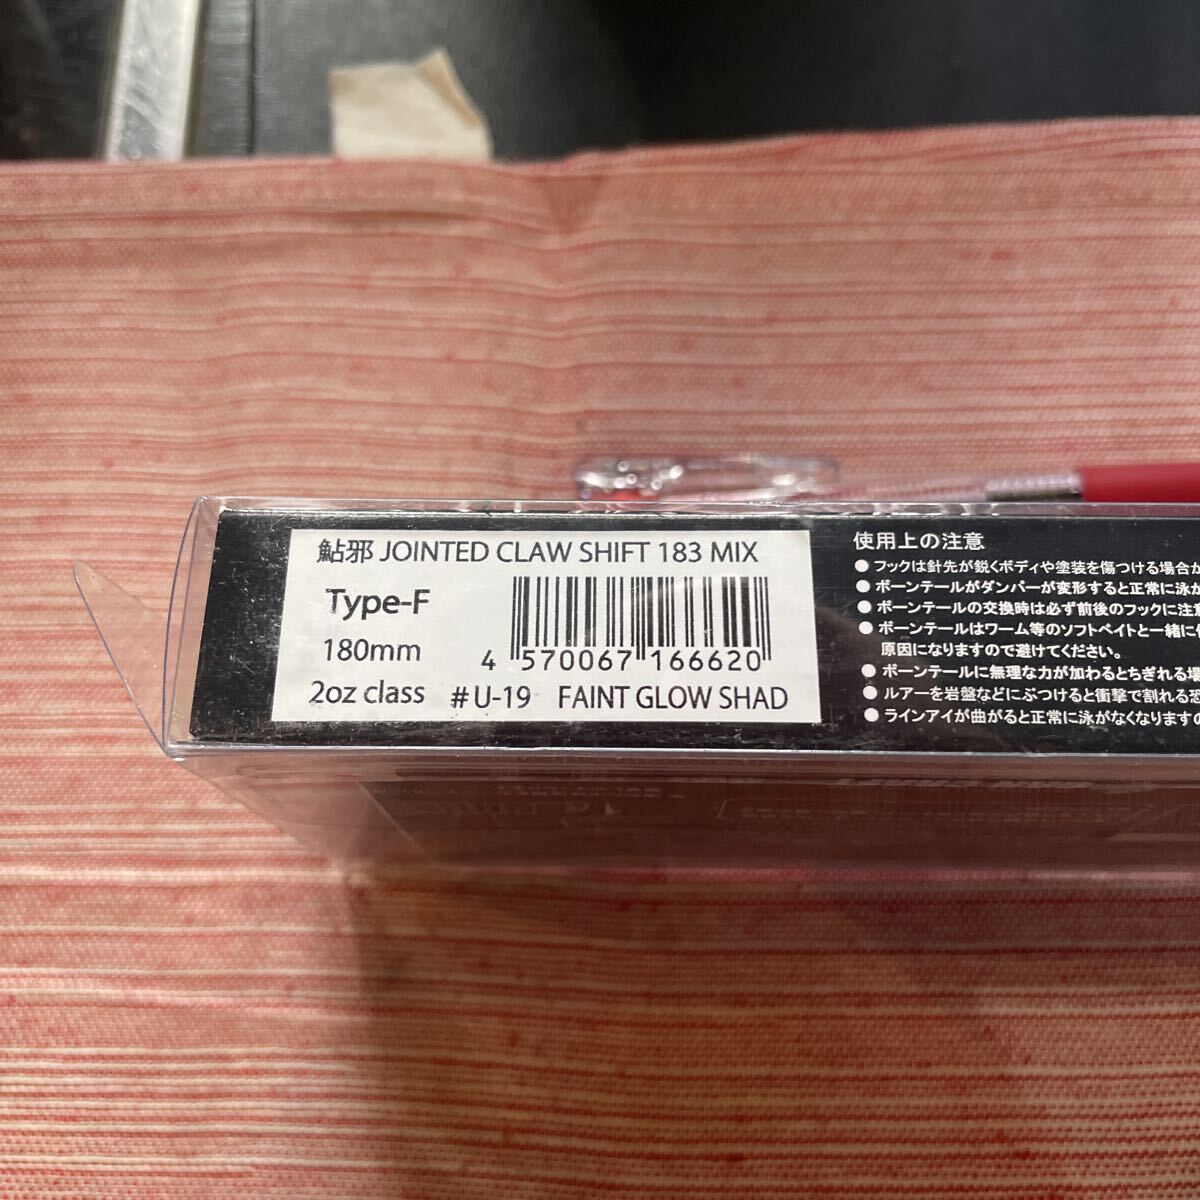 鮎邪 JOINTED CLAW SHIFT 183 MIX
Type-F
180mm
4 570067 166620
2oz class #U-19 FAINT GLOW SHAD
使用上の注意
●フックは針先が鋭くボディや塗装を傷つける場合が
●ボーンテールがダンパーが変形すると正常に泳が
●ボーンテールの交換時は必ず前後のフックに注意
●ボーンテールはワーム等のソフトベイトと一緒に
原因になりますので避けてください。
●ボーンテールに無理な力が加わるとちぎれる場
●ルアーを岩盤などにぶつけると衝撃で割れる恐
●ラインアイが曲がると正常に泳がなくなりますの